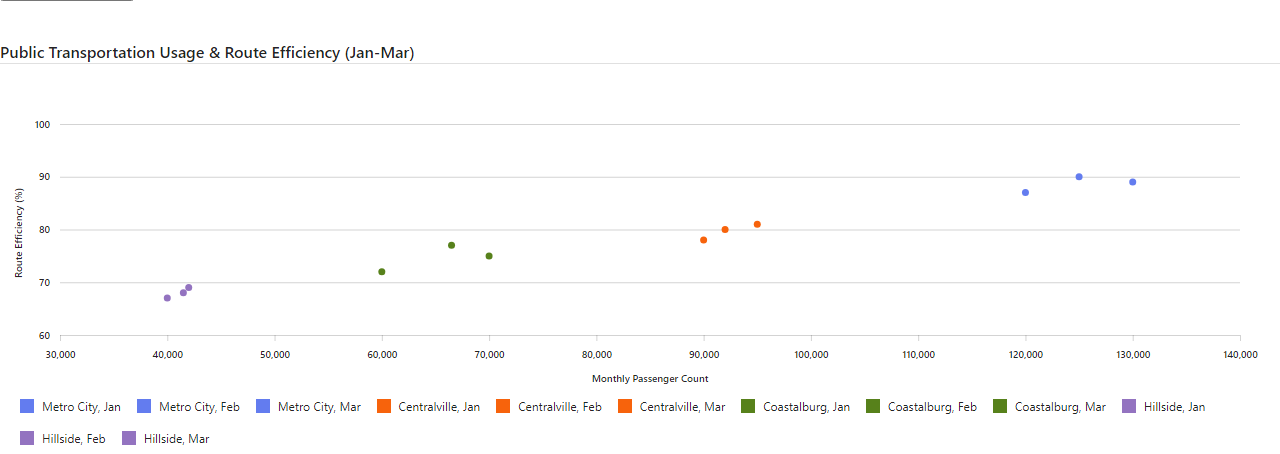 Public Transportation Usage & Route Efficiency (Jan-Mar)
100
90
80
70
60
Route Efficiency (%)
30,000 40,000 50,000 60,000 70,000 80,000 90,000 100,000 110,000 120,000 130,000 140,000
Monthly Passenger Count
Metro City, Jan Metro City, Feb Metro City, Mar Centralville, Jan Centralville, Feb Centralville, Mar Coastalburg, Jan Coastalburg, Feb Coastalburg, Mar Hillside, Jan
Hillside, Feb Hillside, Mar